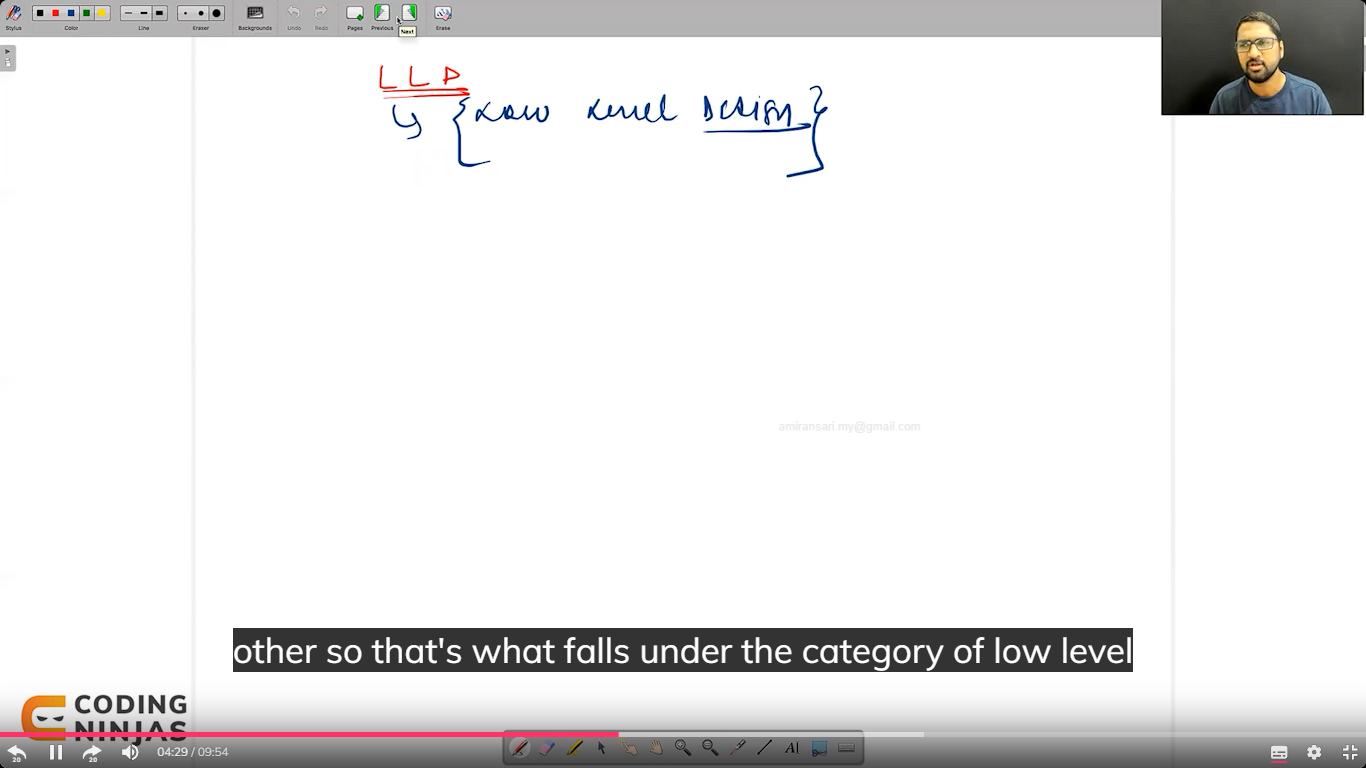 Stylus
Color
Line
Eraser
Backgrounds
Undo
Redo
Pages
Previous
Next
Erase
LLD
{ Low Level Design }
amiransari.my@gmail.com
other so that's what falls under the category of low level
CODING
NINJAS
20
20
04:29 / 09:54
AI